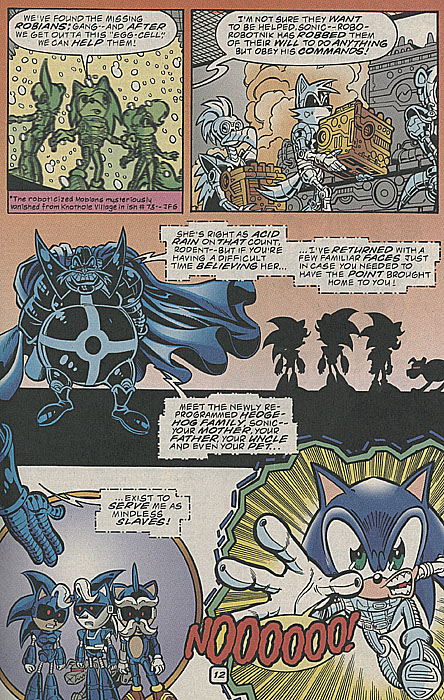 WE'VE FOUND THE MISSING
ROBIANS,* GANG--AND AFTER
WE GET OUTTA THIS "EGG-CELL,"
WE CAN HELP THEM!
I'M NOT SURE THEY WANT
TO BE HELPED, SONIC--ROBO-
ROBOTNIK HAS ROBBED THEM
OF THEIR WILL TO DO ANYTHING
BUT OBEY HIS COMMANDS!
*The robotisized Mobians mysteriously
vanished from Knothole Village in ish #73--JFG
SHE'S RIGHT AS ACID
RAIN ON THAT COUNT,
RODENT--BUT IF YOU'RE
HAVING A DIFFICULT
TIME BELIEVING HER...
...I'VE RETURNED WITH A
FEW FAMILIAR FACES JUST
IN CASE YOU NEEDED TO
HAVE THE POINT BROUGHT
HOME TO YOU!
MEET THE NEWLY RE-
PROGRAMMED HEDGE-
HOG FAMILY, SONIC--
YOUR MOTHER, YOUR
FATHER, YOUR UNCLE
AND EVEN YOUR PET...
...EXIST TO
SERVE ME AS
MINDLESS
SLAVES!
NOOOOOO!
12